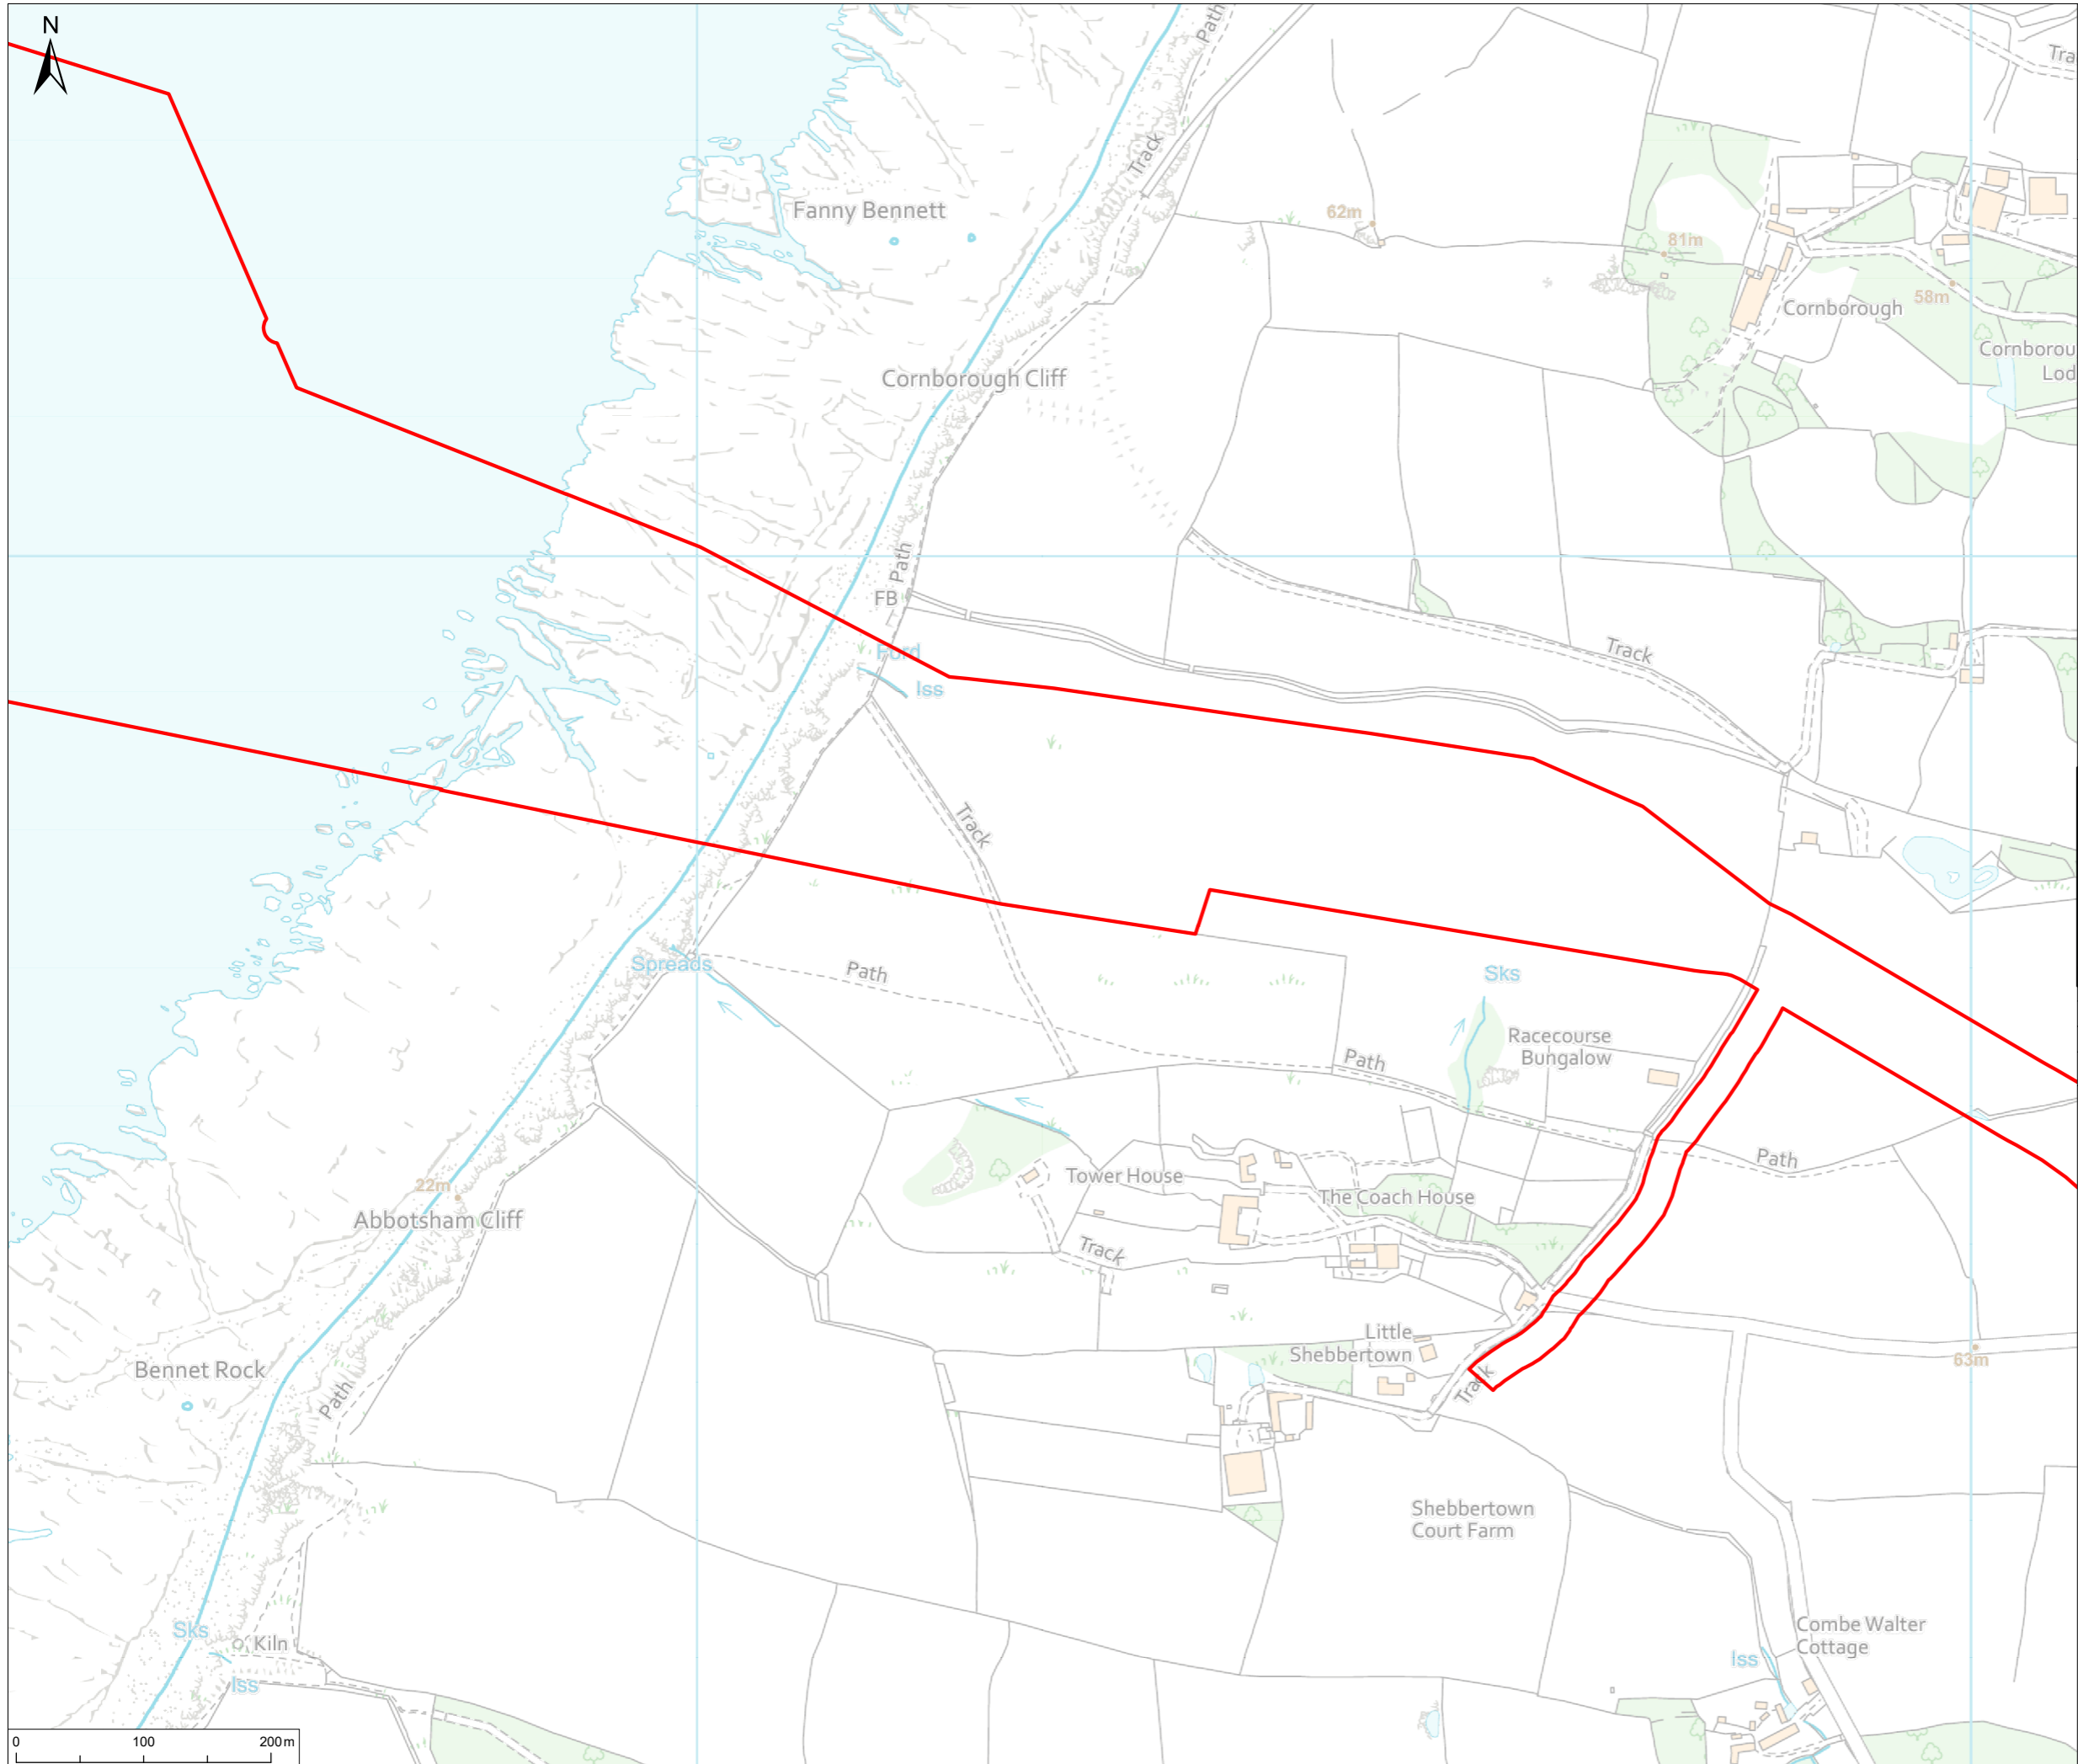 N
Path
Tra
Track
Fanny Bennett
62m
81m
58m
Cornborough
Cornborou
Lod
Cornborough Cliff
Path
FB
Ford
Iss
Track
Track
Spreads
Path
Sks
Racecourse
Bungalow
Path
Path
Tower House
The Coach House
22m
Abbotsham Cliff
Track
Little
Shebbertown
63m
Bennet Rock
Track
Path
Shebbertown
Court Farm
Sks
Kiln
Iss
Combe Walter
Cottage
Iss
0 100 200 m